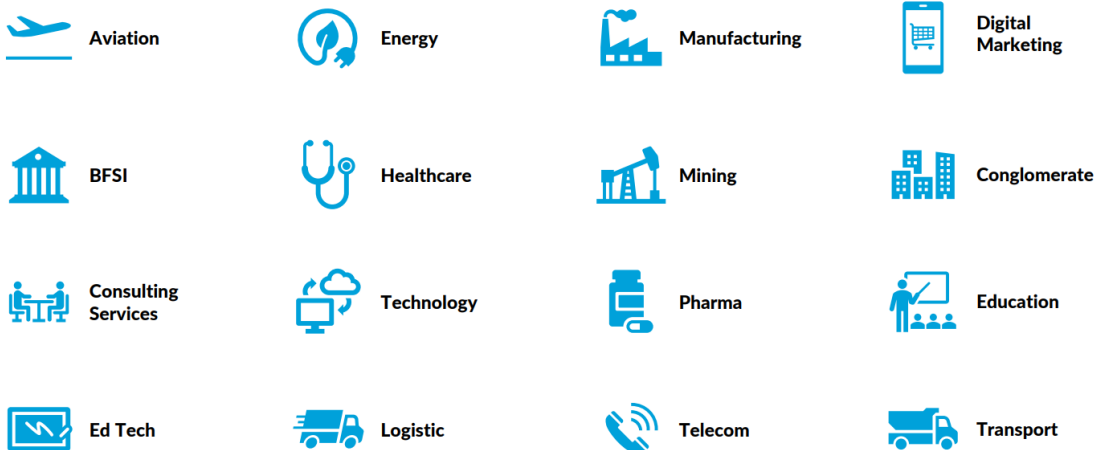 Aviation
Energy
Manufacturing
Digital
Marketing
BFSI
Healthcare
Mining
Conglomerate
Consulting
Services
Technology
Pharma
Education
Ed Tech
Logistic
Telecom
Transport